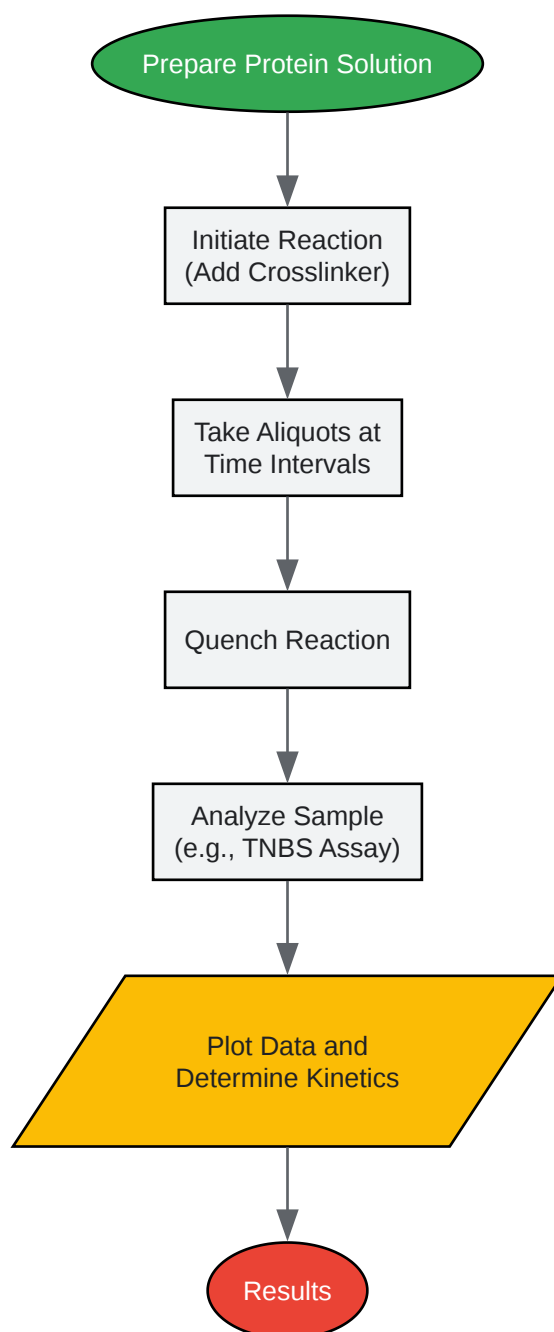 Prepare Protein Solution
Initiate Reaction
(Add Crosslinker)
Take Aliquots at
Time Intervals
Quench Reaction
Analyze Sample
(e.g., TNBS Assay)
Plot Data and
Determine Kinetics
Results